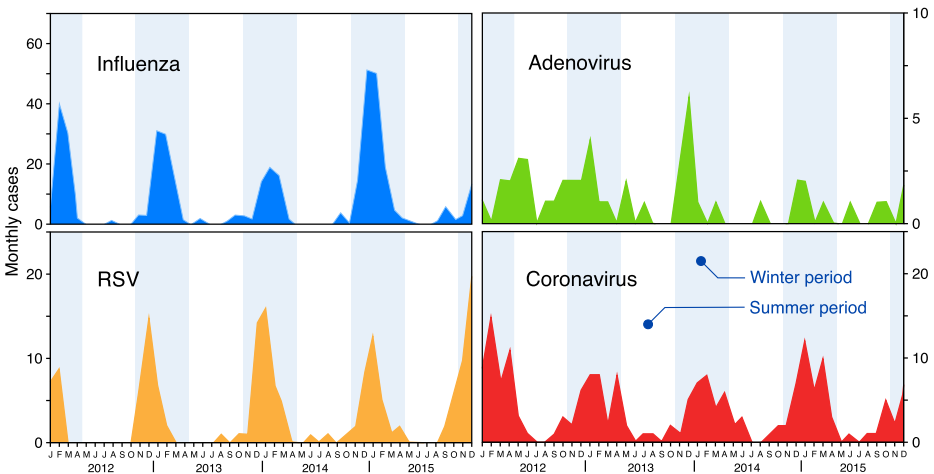 Influenza
Adenovirus
60
40
20
0
10
5
0
Monthly cases
RSV
Coronavirus
Winter period
Summer period
20
10
0
20
10
0
J F M A M J J A S O N D J F M A M J J A S O N D J F M A M J J A S O N D J F M A M J J A S O N D
J F M A M J J A S O N D J F M A M J J A S O N D J F M A M J J A S O N D J F M A M J J A S O N D
2012 2013 2014 2015
2012 2013 2014 2015